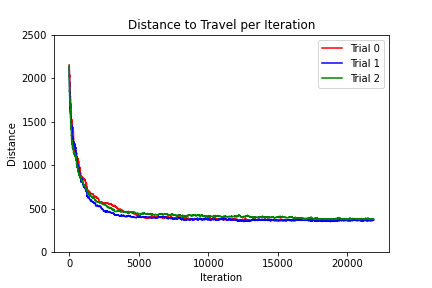 Distance to Travel per Iteration
2500
2000
1500
1000
500
0
Distance
Trial 0
Trial 1
Trial 2
0 5000 10000 15000 20000
Iteration